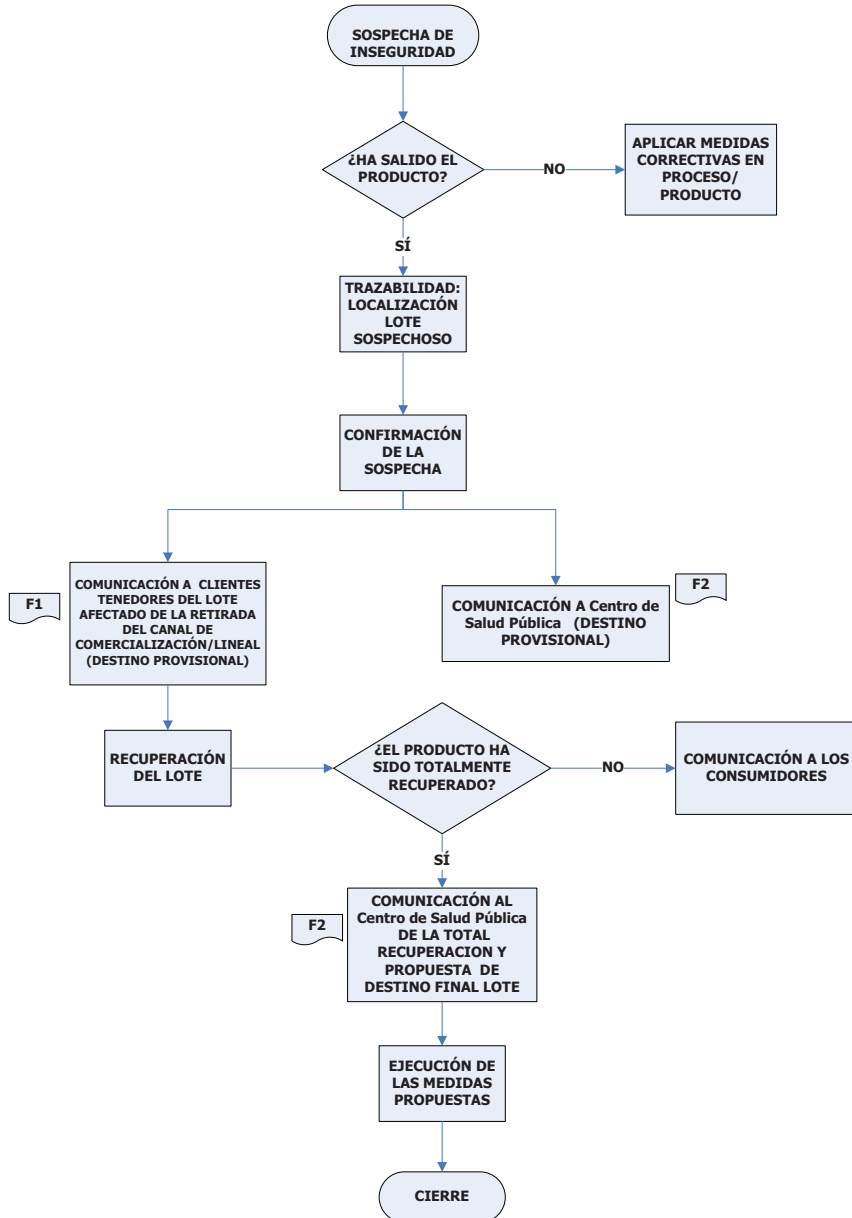 SOSPECHA DE
INSEGURIDAD
¿HA SALIDO EL
PRODUCTO?
NO
APLICAR MEDIDAS
CORRECTIVAS EN
PROCESO/
PRODUCTO
SÍ
TRAZABILIDAD:
LOCALIZACIÓN
LOTE
SOSPECHOSO
CONFIRMACIÓN
DE LA
SOSPECHA
F1
COMUNICACIÓN A CLIENTES
TENEDORES DEL LOTE
AFECTADO DE LA RETIRADA
DEL CANAL DE
COMERCIALIZACIÓN/LINEAL
(DESTINO PROVISIONAL)
F2
COMUNICACIÓN A Centro de
Salud Pública (DESTINO
PROVISIONAL)
RECUPERACIÓN
DEL LOTE
¿EL PRODUCTO HA
SIDO TOTALMENTE
RECUPERADO?
NO
COMUNICACIÓN A LOS
CONSUMIDORES
SÍ
F2
COMUNICACIÓN AL
Centro de Salud Pública
DE LA TOTAL
RECUPERACION Y
PROPUESTA DE
DESTINO FINAL LOTE
EJECUCIÓN DE
LAS MEDIDAS
PROPUESTAS
CIERRE